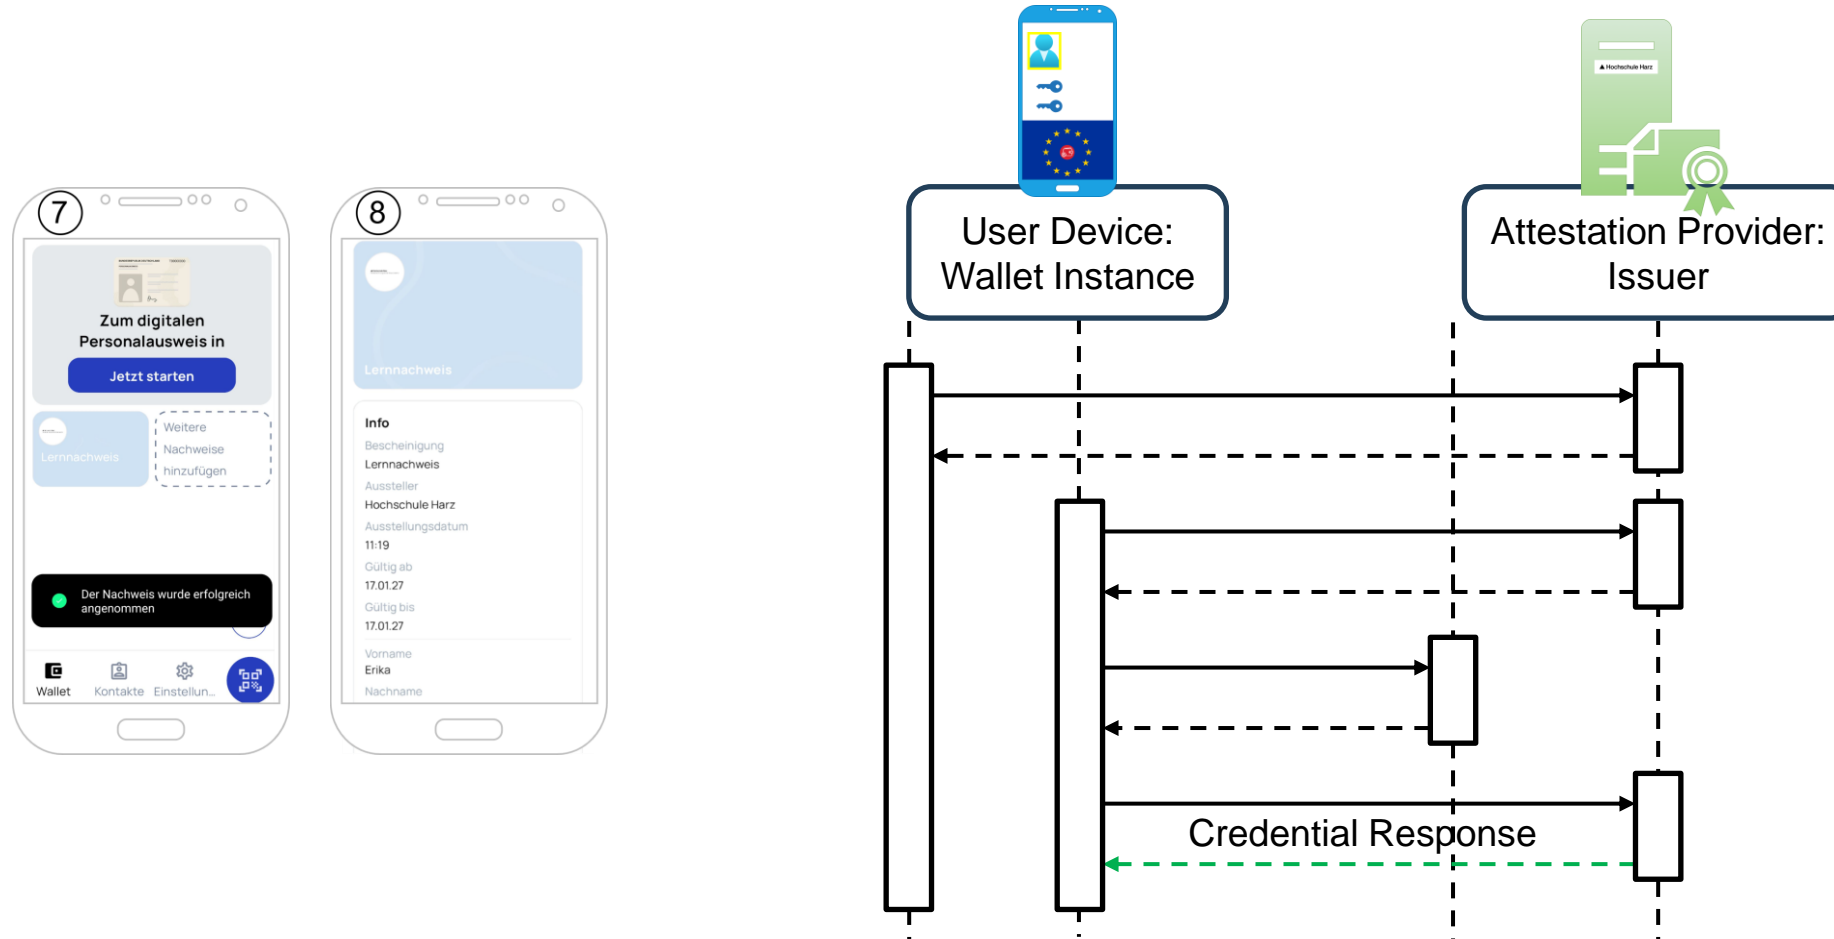 7
Zum digitalen
Personalausweis in
Jetzt starten
Lernnachweis
Weitere
Nachweise
hinzufügen
Der Nachweis wurde erfolgreich
angenommen
Wallet
Kontakte
Einstellun...
8
Lernnachweis
Info
Bescheinigung
Lernnachweis
Aussteller
Hochschule Harz
Ausstellungsdatum
11:19
Gültig ab
17.01.27
Gültig bis
17.01.27
Vorname
Erika
Nachname
User Device:
Wallet Instance
Hochschule Harz
Attestation Provider:
Issuer
Credential Response